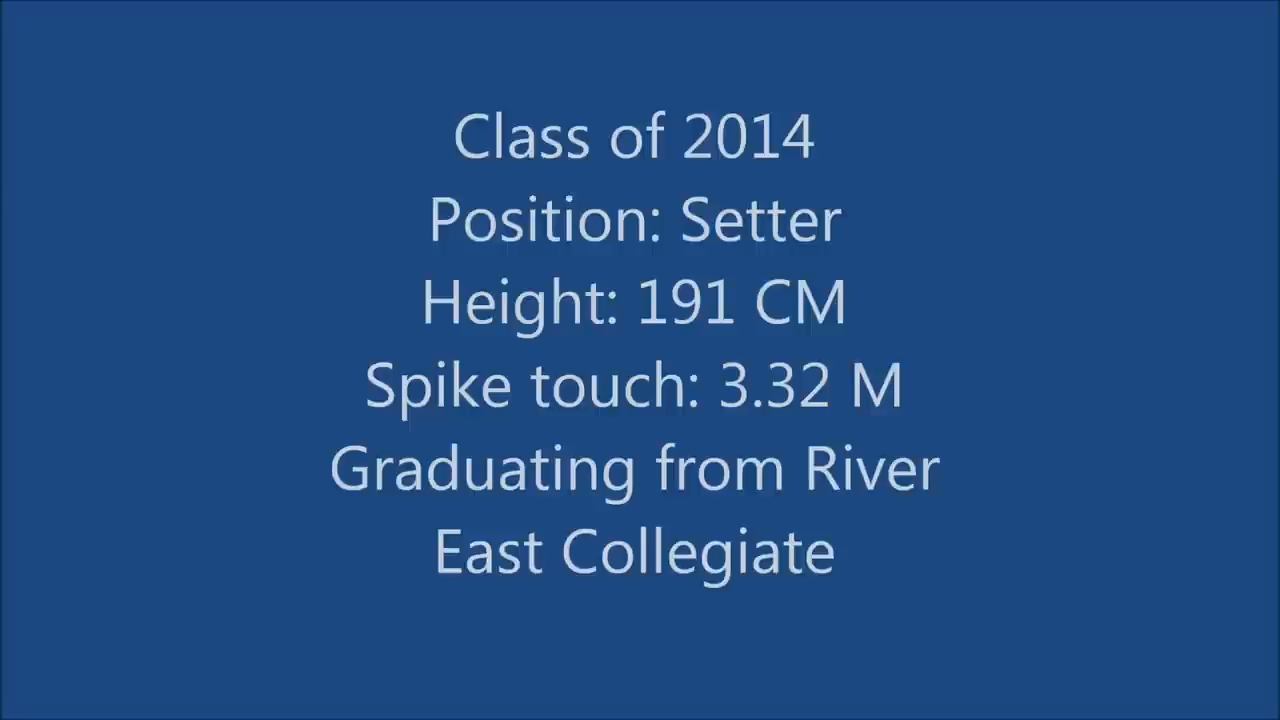 Class of 2014
Position: Setter
Height: 191 CM
Spike touch: 3.32 M
Graduating from River
East Collegiate